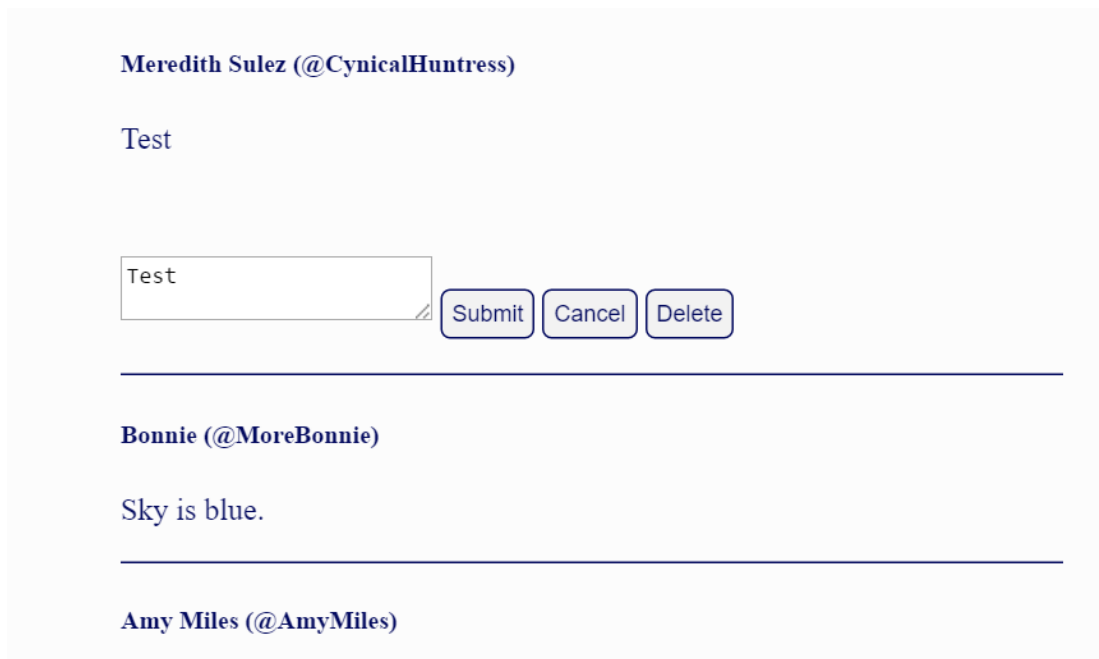 Meredith Sulez (@CynicalHuntress)
Test
Test
Submit Cancel Delete
Bonnie (@MoreBonnie)
Sky is blue.
Amy Miles (@AmyMiles)